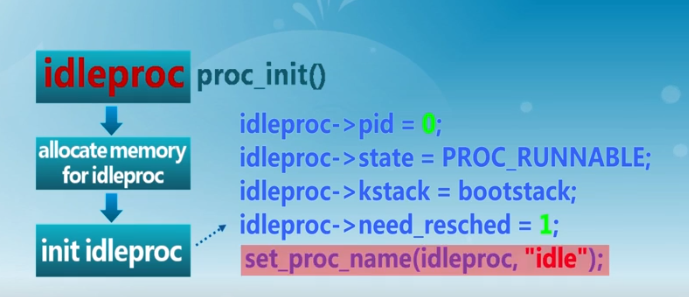 idleproc proc_init()
allocate memory
for idleproc
init idleproc
idleproc->pid = 0;
idleproc->state = PROC_RUNNABLE;
idleproc->kstack = bootstack;
idleproc->need_resched = 1;
set_proc_name(idleproc, "idle");